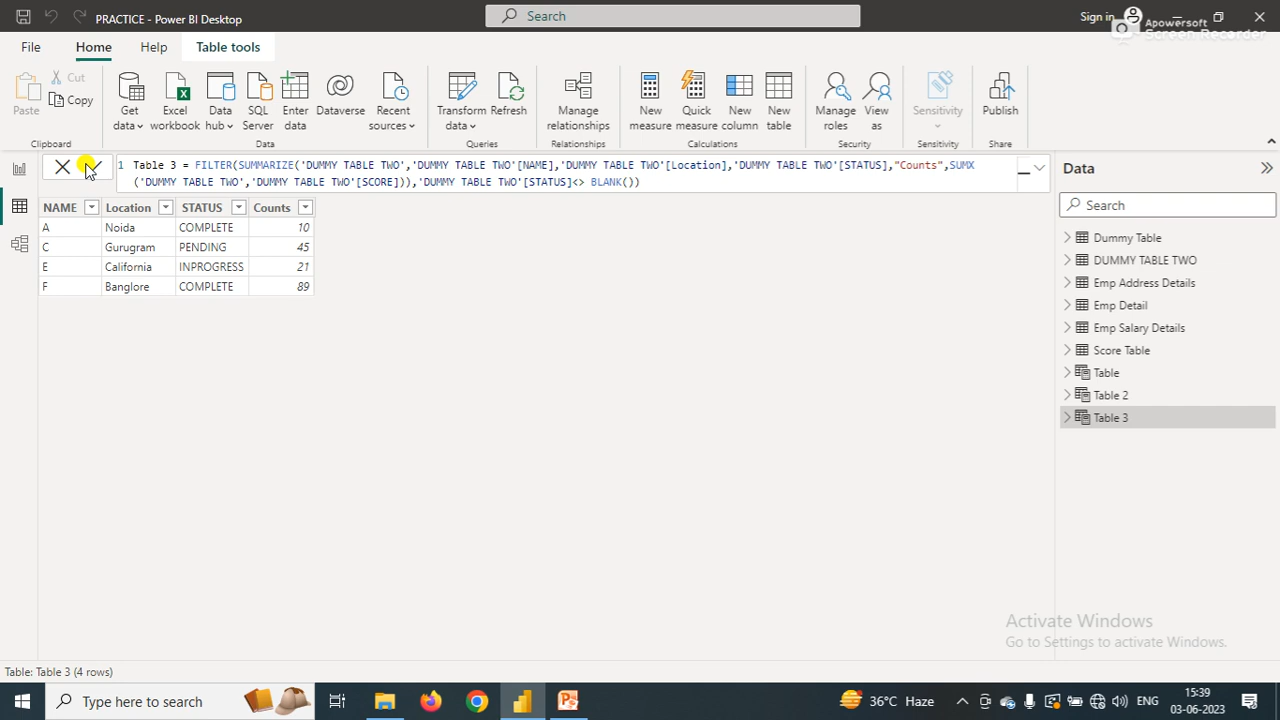 PRACTICE - Power BI Desktop
Search
Sign in
Apowersoft
Screen Recorder
File
Home
Help
Table tools
Paste
Cut
Copy
Get data
Excel workbook
Data hub
SQL Server
Enter data
Dataverse
Recent sources
Transform data
Refresh
Manage relationships
New measure
Quick measure
New column
New table
Manage roles
View as
Sensitivity
Publish
Clipboard
Data
Queries
Relationships
Calculations
Security
Sensitivity
Share
1 Table 3 = FILTER(SUMMARIZE('DUMMY TABLE TWO','DUMMY TABLE TWO'[NAME],'DUMMY TABLE TWO'[Location],'DUMMY TABLE TWO'[STATUS],"Counts",SUMX
('DUMMY TABLE TWO','DUMMY TABLE TWO'[SCORE])),'DUMMY TABLE TWO'[STATUS]<> BLANK())
NAME Location STATUS Counts
A Noida COMPLETE 10
C Gurugram PENDING 45
E California INPROGRESS 21
F Banglore COMPLETE 89
Data
Search
Dummy Table
DUMMY TABLE TWO
Emp Address Details
Emp Detail
Emp Salary Details
Score Table
Table
Table 2
Table 3
Activate Windows
Go to Settings to activate Windows.
Table: Table 3 (4 rows)
Type here to search
36°C Haze
ENG
15:39
03-06-2023